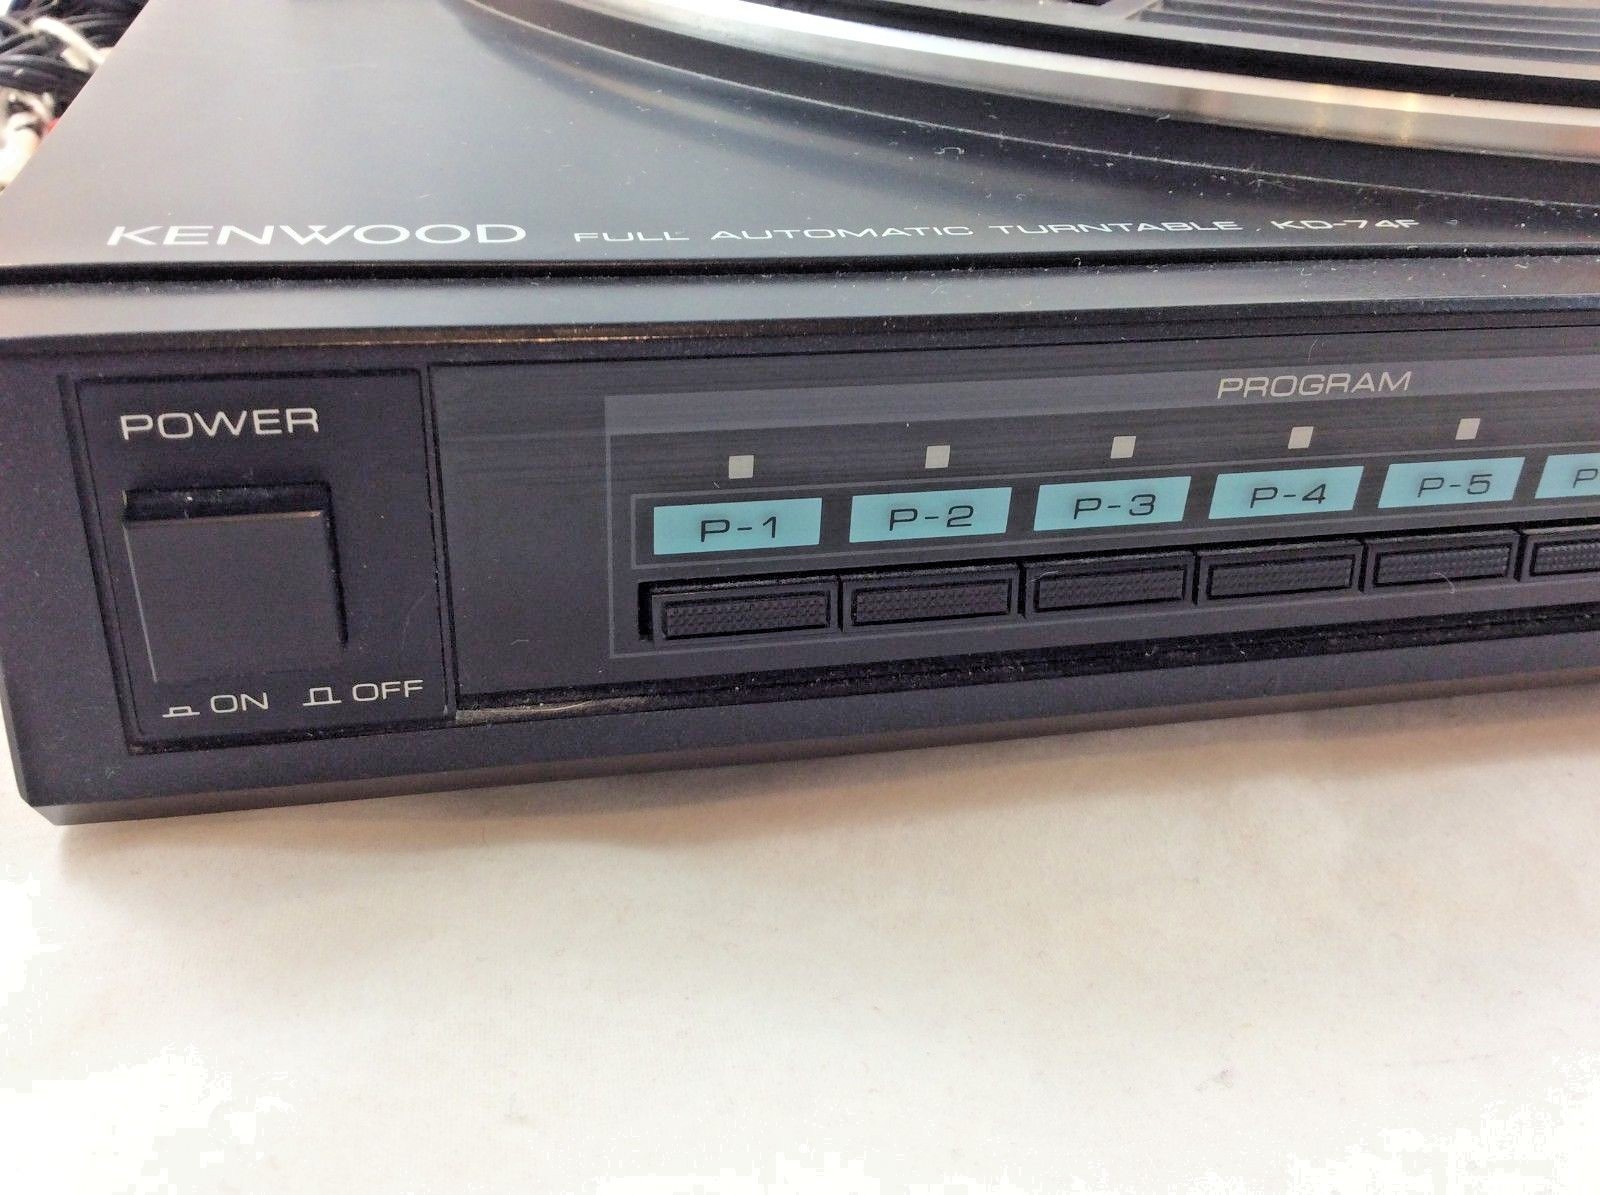 KENWOOD FULL AUTOMATIC TURNTABLE KD-74F
POWER
PROGRAM
P-1 P-2 P-3 P-4 P-5 P
ON OFF